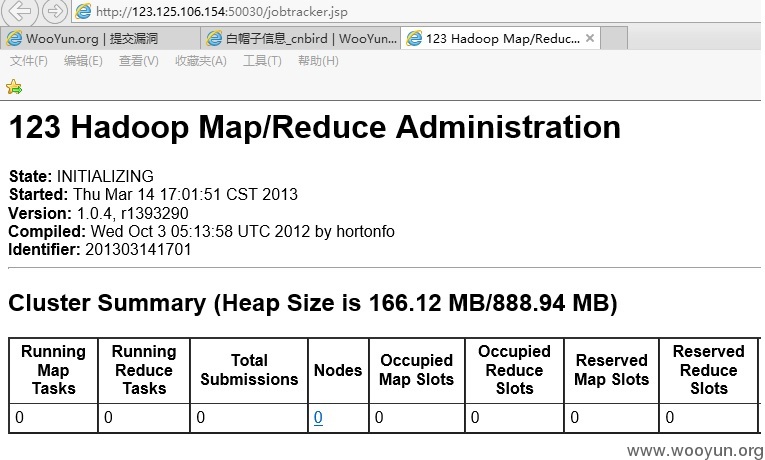 http://123.125.106.154:50030/jobtracker.jsp
WooYun.org | 提交漏洞
白帽子信息_cnbird | WooYun...
123 Hadoop Map/Reduc...
文件(F) 编辑(E) 查看(V) 收藏夹(A) 工具(T) 帮助(H)
123 Hadoop Map/Reduce Administration
State: INITIALIZING
Started: Thu Mar 14 17:01:51 CST 2013
Version: 1.0.4, r1393290
Compiled: Wed Oct 3 05:13:58 UTC 2012 by hortonfo
Identifier: 201303141701
Cluster Summary (Heap Size is 166.12 MB/888.94 MB)
Running Map Tasks Running Reduce Tasks Total Submissions Nodes Occupied Map Slots Occupied Reduce Slots Reserved Map Slots Reserved Reduce Slots
0 0 0 0 0 0 0 0
www.wooyun.org